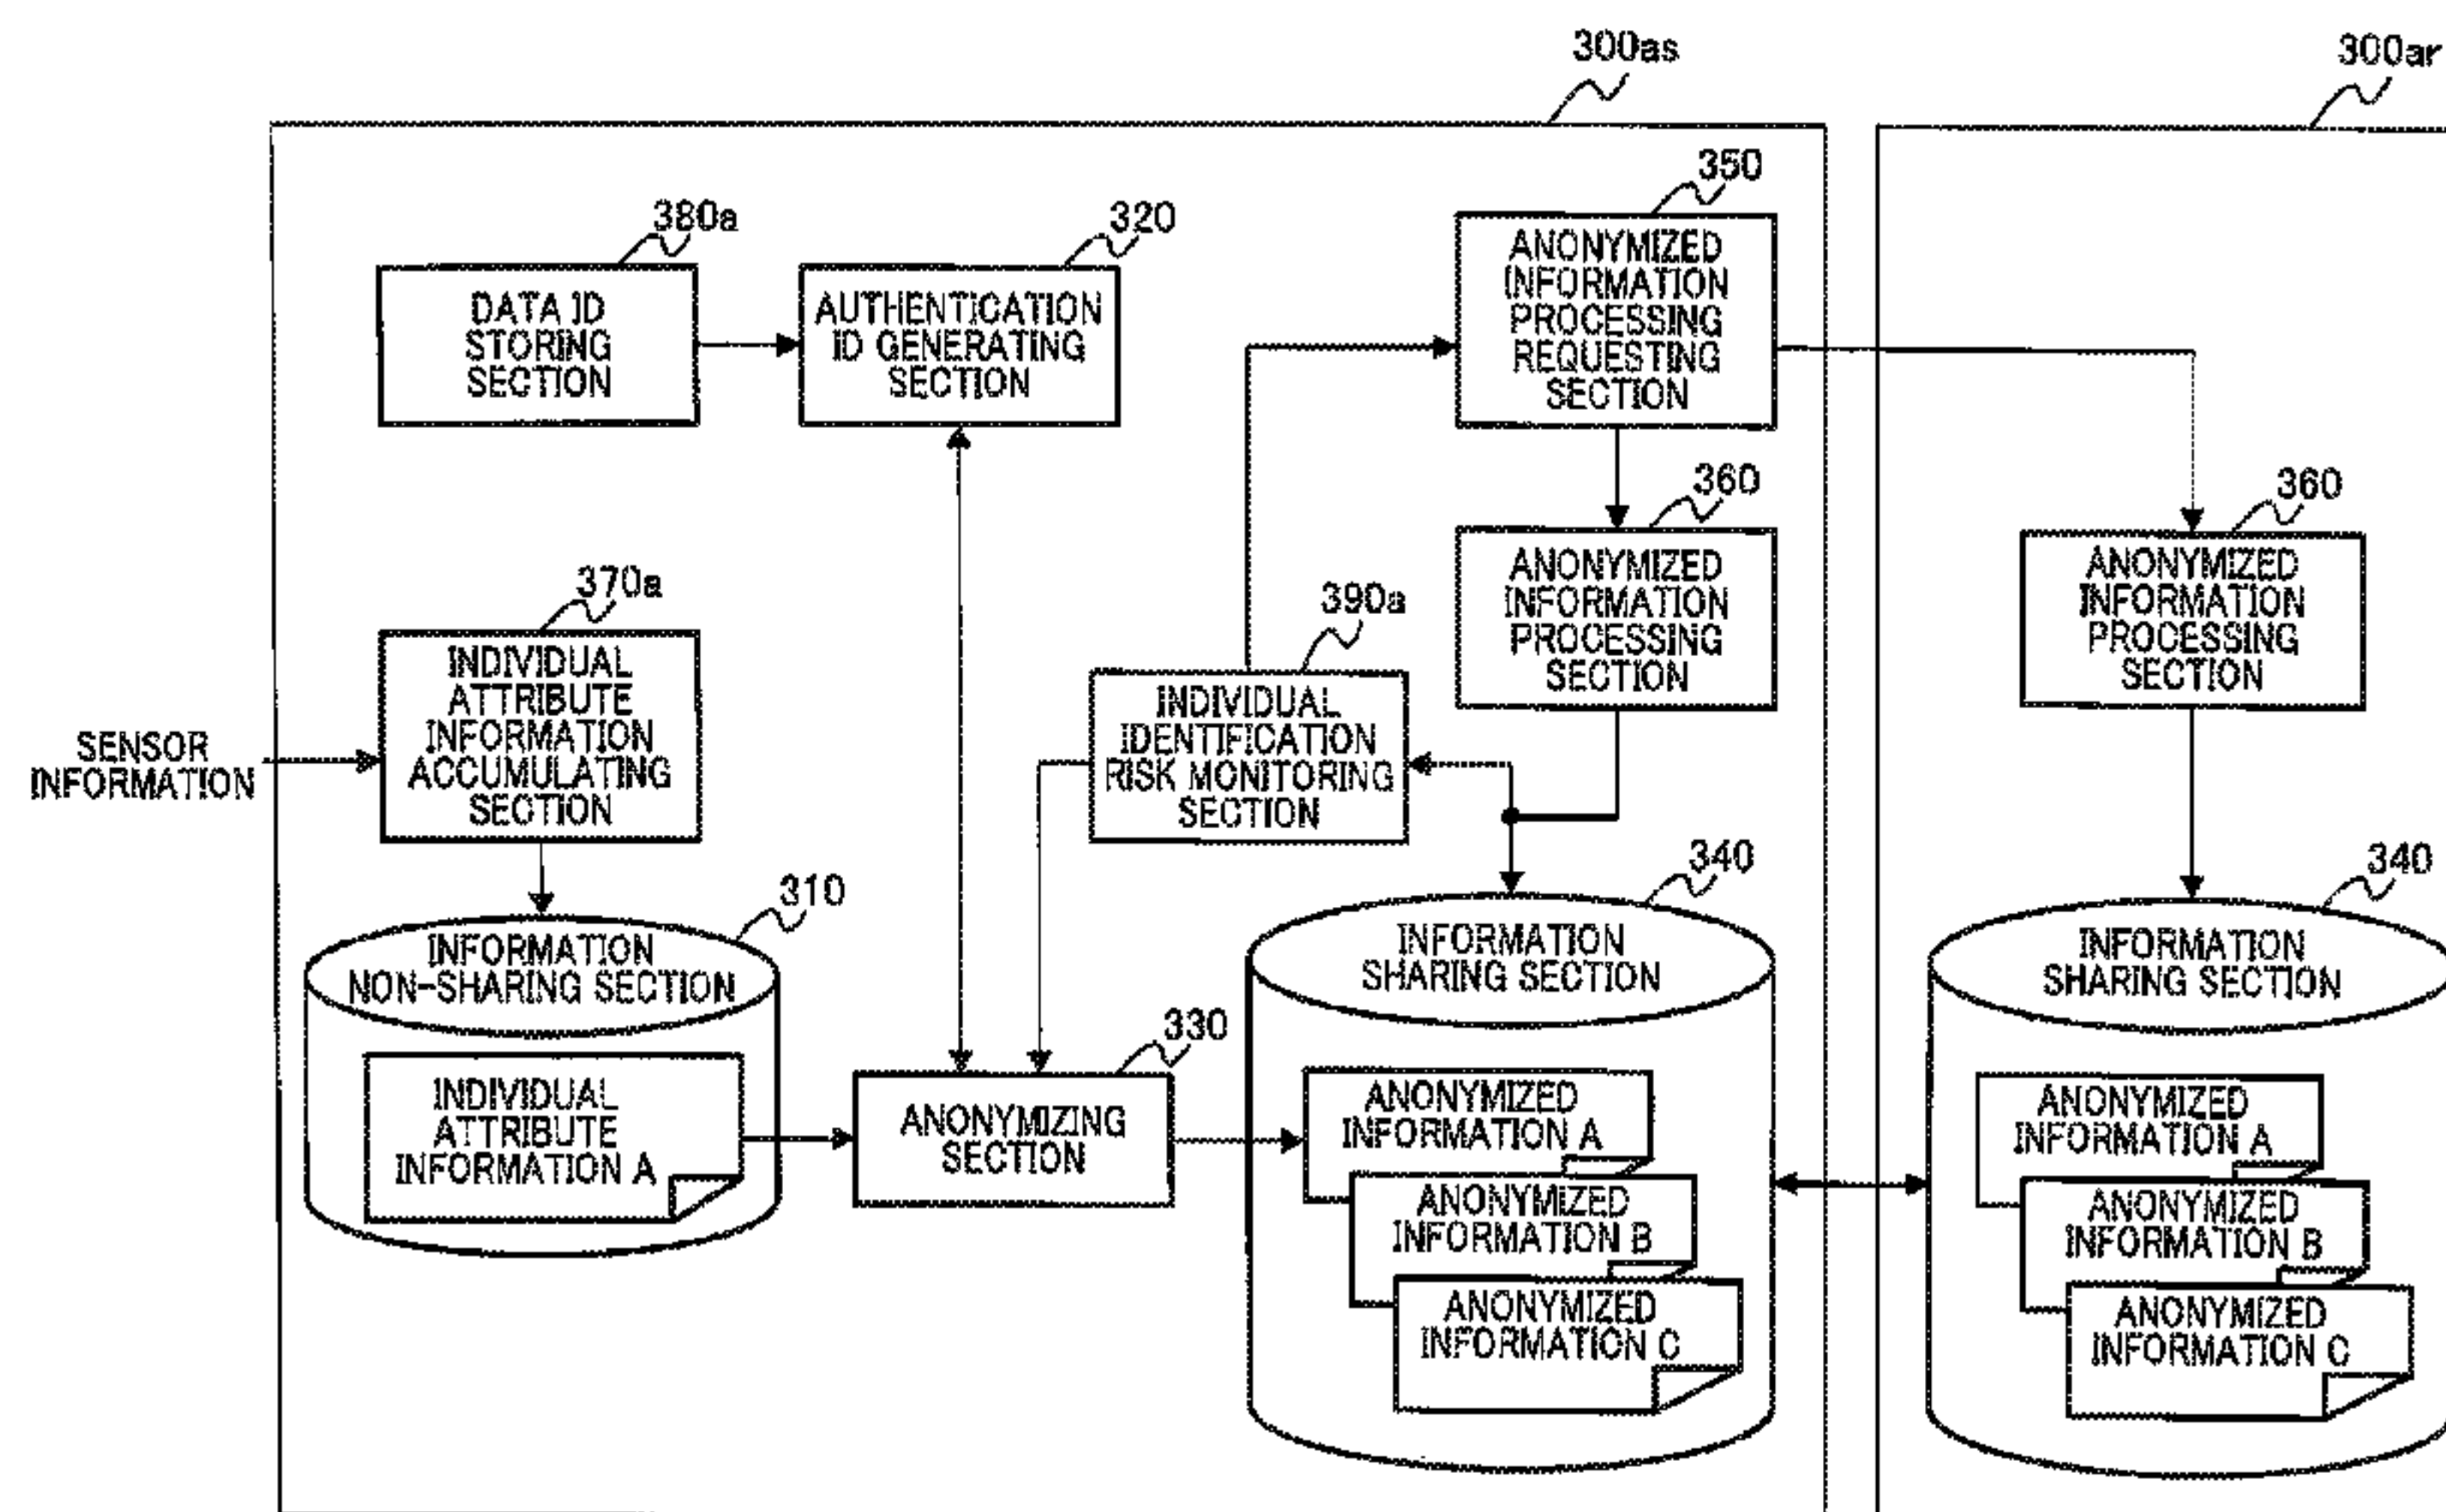 300as
300ar
350
380a
320
DATA ID
STORING
SECTION
AUTHENTICATION
ID GENERATING
SECTION
ANONYMIZED
INFORMATION
PROCESSING
REQUESTING
SECTION
360
360
370a
390a
ANONYMIZED
INFORMATION
PROCESSING
SECTION
ANONYMIZED
INFORMATION
PROCESSING
SECTION
SENSOR
INFORMATION
INDIVIDUAL
ATTRIBUTE
INFORMATION
ACCUMULATING
SECTION
INDIVIDUAL
IDENTIFICATION
RISK MONITORING
SECTION
310
340
340
INFORMATION
NON-SHARING SECTION
INFORMATION
SHARING SECTION
INFORMATION
SHARING SECTION
330
INDIVIDUAL
ATTRIBUTE
INFORMATION A
ANONYMIZING
SECTION
ANONYMIZED
INFORMATION A
ANONYMIZED
INFORMATION B
ANONYMIZED
INFORMATION C
ANONYMIZED
INFORMATION A
ANONYMIZED
INFORMATION B
ANONYMIZED
INFORMATION C